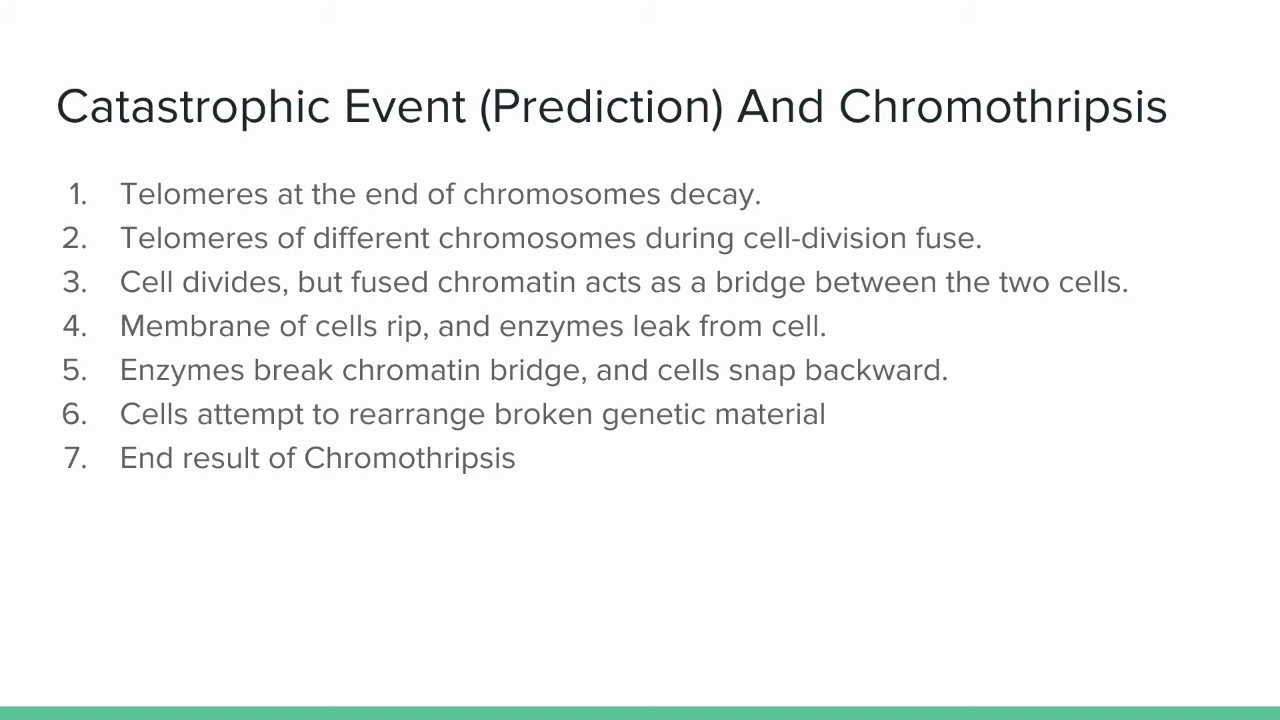 Catastrophic Event (Prediction) And Chromothripsis
1. Telomeres at the end of chromosomes decay.
2. Telomeres of different chromosomes during cell-division fuse.
3. Cell divides, but fused chromatin acts as a bridge between the two cells.
4. Membrane of cells rip, and enzymes leak from cell.
5. Enzymes break chromatin bridge, and cells snap backward.
6. Cells attempt to rearrange broken genetic material
7. End result of Chromothripsis